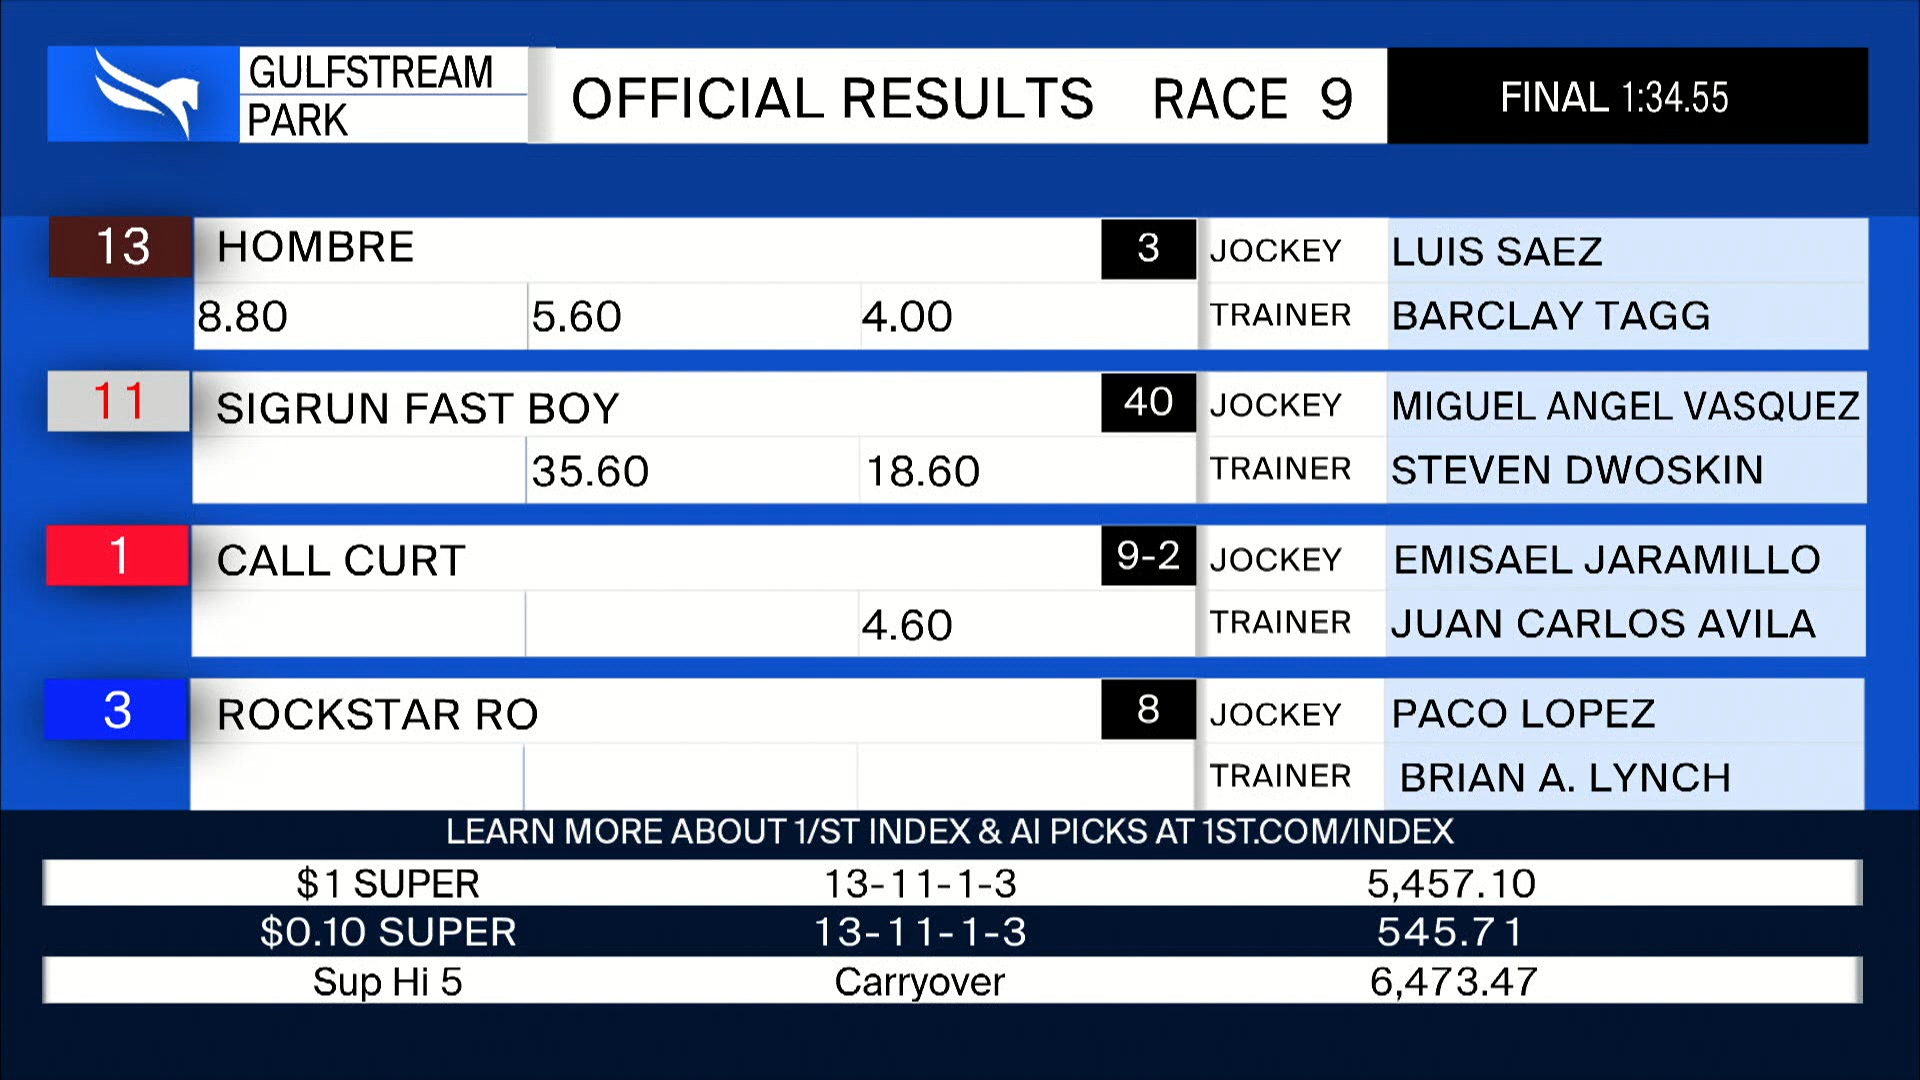 GULFSTREAM
PARK
OFFICIAL RESULTS RACE 9
FINAL 1:34.55
13 HOMBRE 3 JOCKEY LUIS SAEZ
8.80 5.60 4.00 TRAINER BARCLAY TAGG
11 SIGRUN FAST BOY 40 JOCKEY MIGUEL ANGEL VASQUEZ
35.60 18.60 TRAINER STEVEN DWOSKIN
1 CALL CURT 9-2 JOCKEY EMISAEL JARAMILLO
4.60 TRAINER JUAN CARLOS AVILA
3 ROCKSTAR RO 8 JOCKEY PACO LOPEZ
TRAINER BRIAN A. LYNCH
LEARN MORE ABOUT 1/ST INDEX & AI PICKS AT 1ST.COM/INDEX
$1 SUPER 13-11-1-3 5,457.10
$0.10 SUPER 13-11-1-3 545.71
Sup Hi 5 Carryover 6,473.47